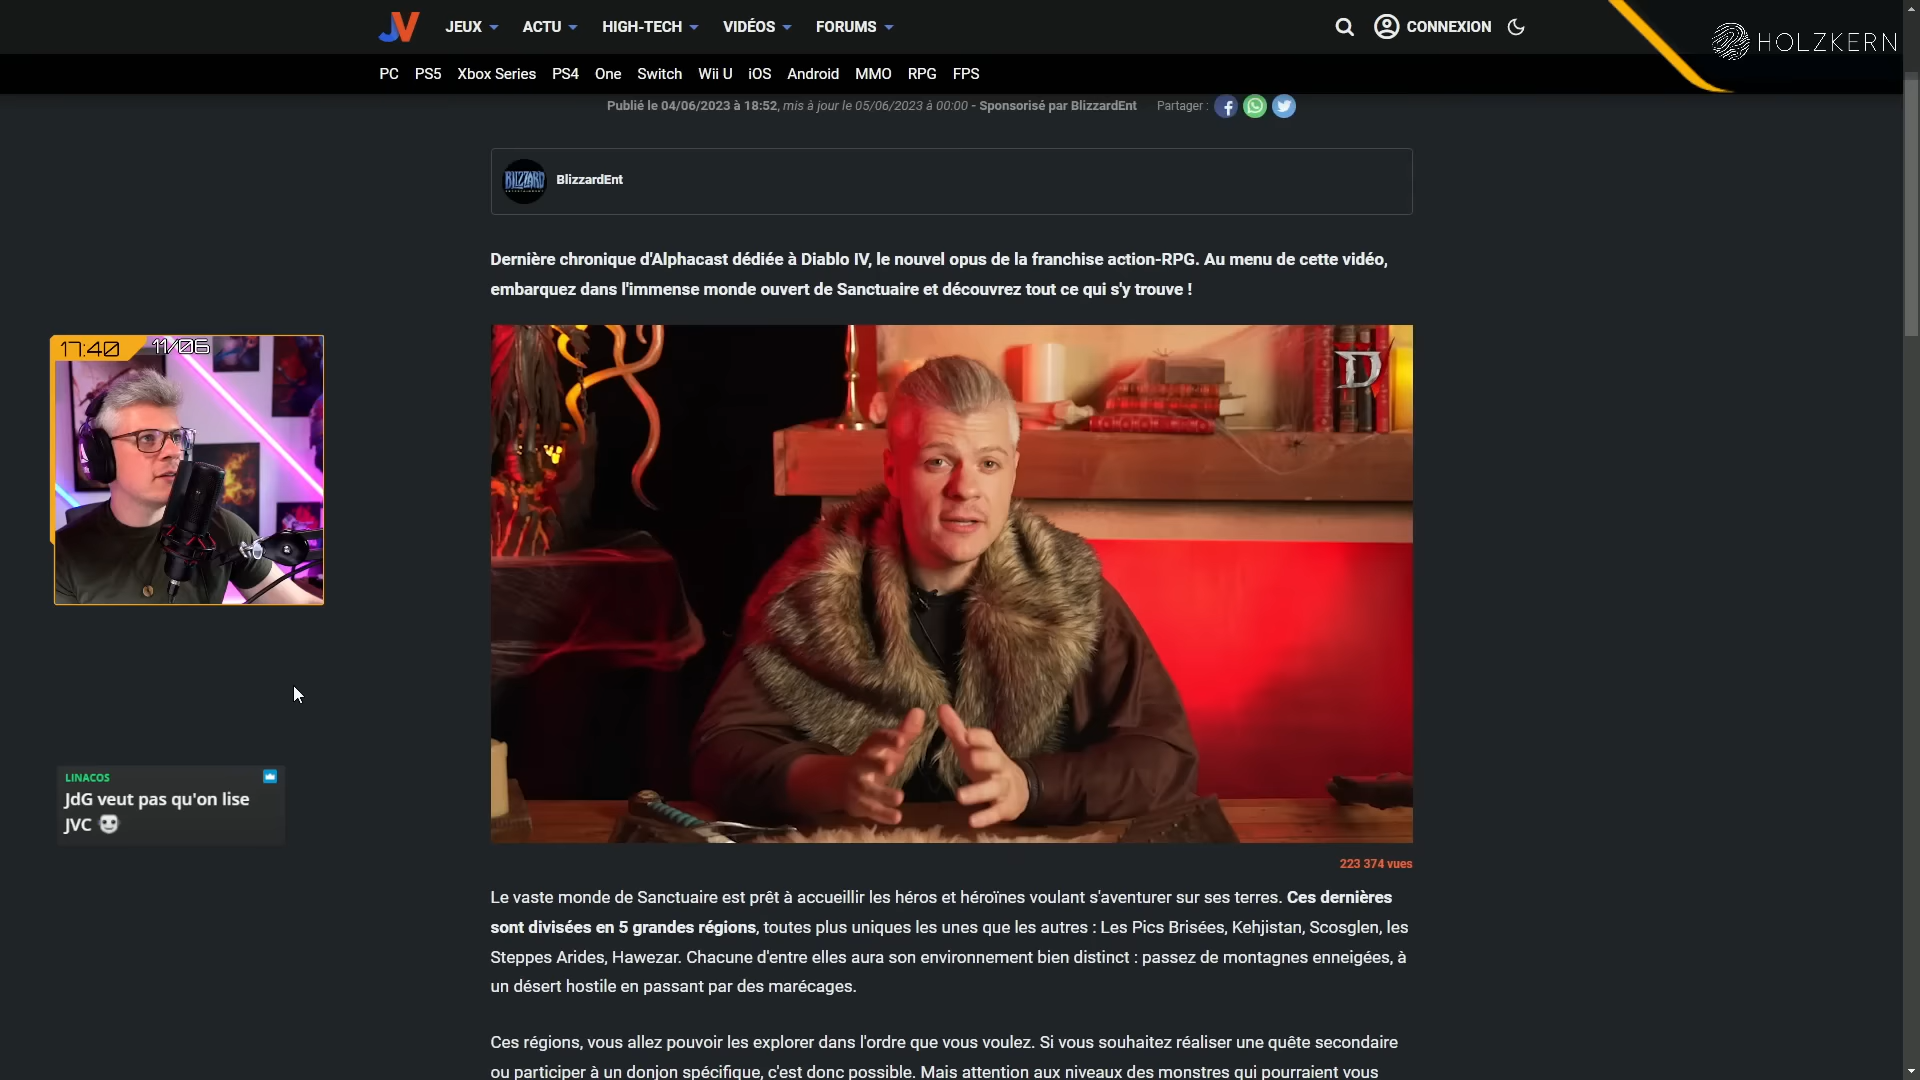 JV JEUX ACTU HIGH-TECH VIDÉOS FORUMS CONNEXION
HOLZKERN
PC PS5 Xbox Series PS4 One Switch Wii U iOS Android MMO RPG FPS
Publié le 04/06/2023 à 18:52, mis à jour le 05/06/2023 à 00:00 - Sponsorisé par BlizzardEnt Partager :
BLIZZARD
BlizzardEnt
Dernière chronique d'Alphacast dédiée à Diablo IV, le nouvel opus de la franchise action-RPG. Au menu de cette vidéo,
embarquez dans l'immense monde ouvert de Sanctuaire et découvrez tout ce qui s'y trouve !
17:40 11/06
D
LINACOS
JdG veut pas qu'on lise
JVC
223 374 vues
Le vaste monde de Sanctuaire est prêt à accueillir les héros et héroïnes voulant s'aventurer sur ses terres. Ces dernières
sont divisées en 5 grandes régions, toutes plus uniques les unes que les autres : Les Pics Brisées, Kehjistan, Scosglen, les
Steppes Arides, Hawezar. Chacune d'entre elles aura son environnement bien distinct : passez de montagnes enneigées, à
un désert hostile en passant par des marécages.
Ces régions, vous allez pouvoir les explorer dans l'ordre que vous voulez. Si vous souhaitez réaliser une quête secondaire
ou participer à un donjon spécifique, c'est donc possible. Mais attention aux niveaux des monstres qui pourraient vous